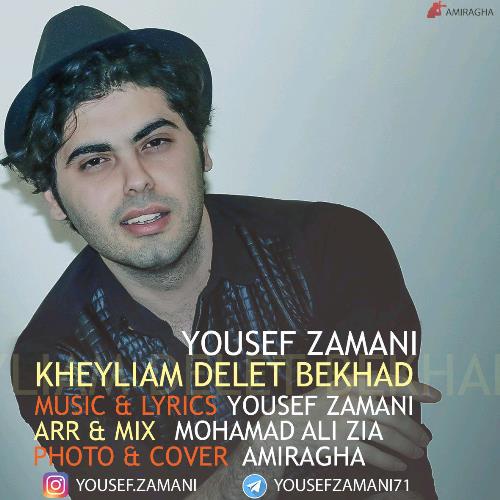 AMIRAGHA
YOUSEF ZAMANI
KHEYLIAM DELET BEKHAD
MUSIC & LYRICS YOUSEF ZAMANI
ARR & MIX MOHAMAD ALI ZIA
PHOTO & COVER AMIRAGHA
YOUSEF.ZAMANI YOUSEFZAMANI71